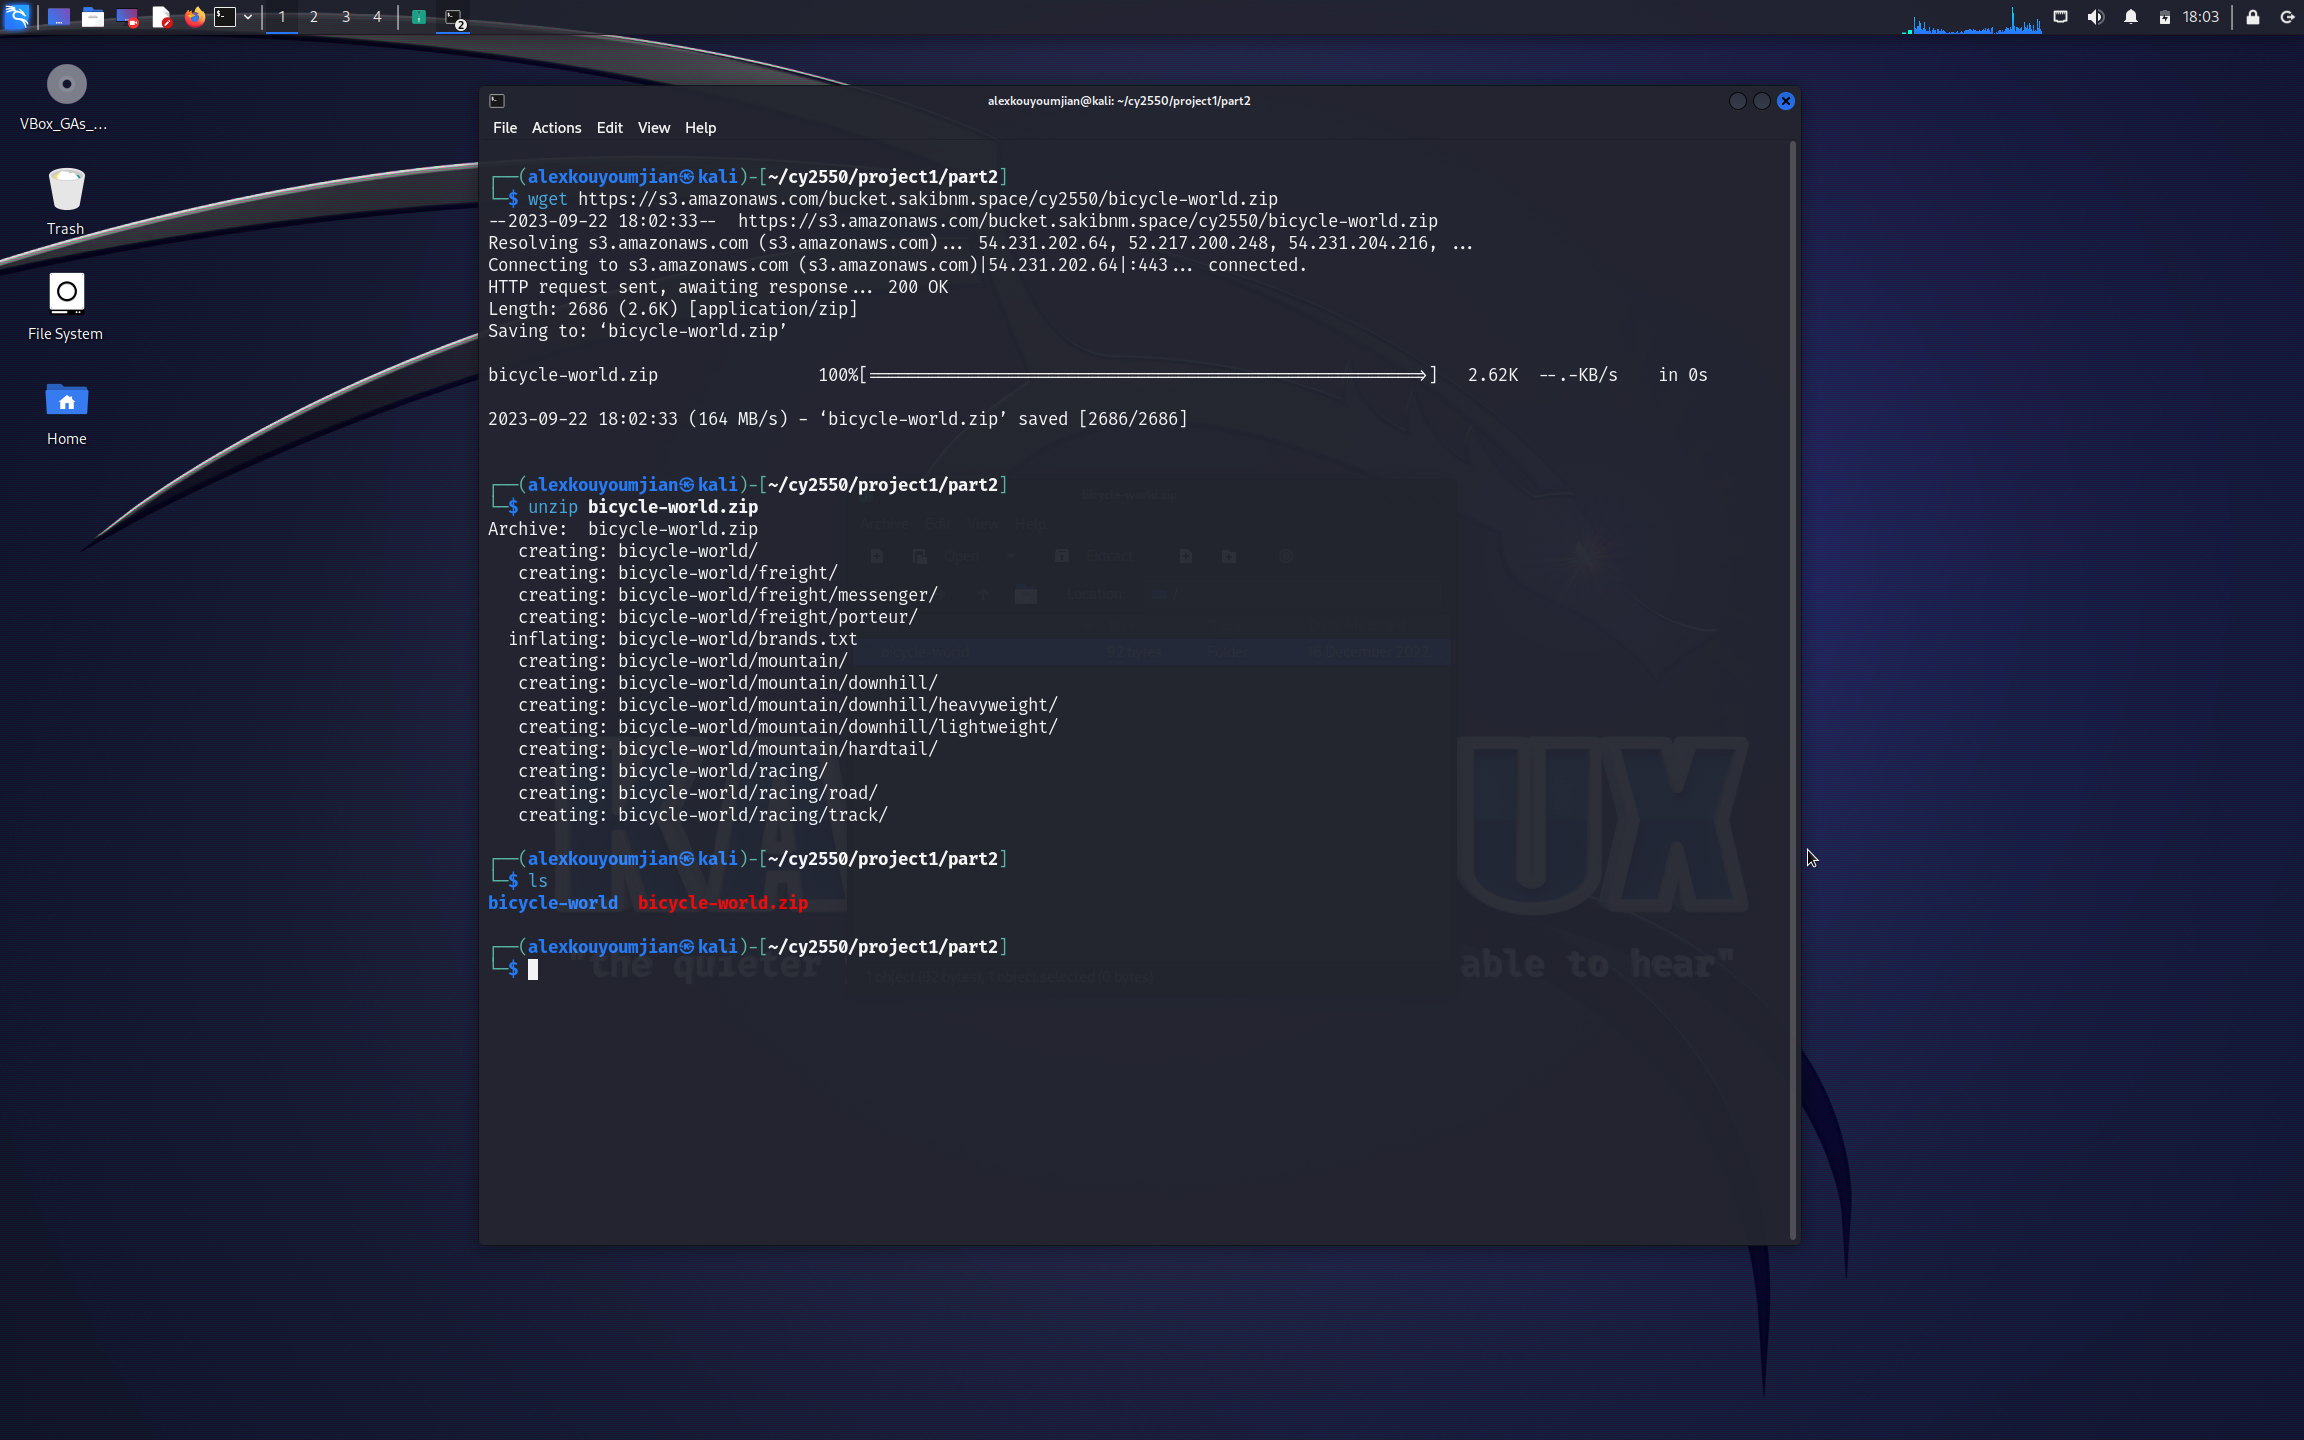 1 2 3 4 2 18:03
VBox_GAs_...
Trash
File System
Home
alexkouyoumjian@kali: ~/cy2550/project1/part2
File Actions Edit View Help
┌──(alexkouyoumjian㉿kali)-[~/cy2550/project1/part2]
└─$ wget https://s3.amazonaws.com/bucket.sakibnm.space/cy2550/bicycle-world.zip
--2023-09-22 18:02:33--  https://s3.amazonaws.com/bucket.sakibnm.space/cy2550/bicycle-world.zip
Resolving s3.amazonaws.com (s3.amazonaws.com)... 54.231.202.64, 52.217.200.248, 54.231.204.216, ...
Connecting to s3.amazonaws.com (s3.amazonaws.com)|54.231.202.64|:443... connected.
HTTP request sent, awaiting response... 200 OK
Length: 2686 (2.6K) [application/zip]
Saving to: ‘bicycle-world.zip’
bicycle-world.zip 100%[=======================================================>] 2.62K --.-KB/s in 0s
2023-09-22 18:02:33 (164 MB/s) - ‘bicycle-world.zip’ saved [2686/2686]
┌──(alexkouyoumjian㉿kali)-[~/cy2550/project1/part2]
└─$ unzip bicycle-world.zip
Archive:  bicycle-world.zip
creating: bicycle-world/
creating: bicycle-world/freight/
creating: bicycle-world/freight/messenger/
creating: bicycle-world/freight/porteur/
inflating: bicycle-world/brands.txt
creating: bicycle-world/mountain/
creating: bicycle-world/mountain/downhill/
creating: bicycle-world/mountain/downhill/heavyweight/
creating: bicycle-world/mountain/downhill/lightweight/
creating: bicycle-world/mountain/hardtail/
creating: bicycle-world/racing/
creating: bicycle-world/racing/road/
creating: bicycle-world/racing/track/
┌──(alexkouyoumjian㉿kali)-[~/cy2550/project1/part2]
└─$ ls
bicycle-world  bicycle-world.zip
┌──(alexkouyoumjian㉿kali)-[~/cy2550/project1/part2]
└─$
UX
"the quieter able to hear"